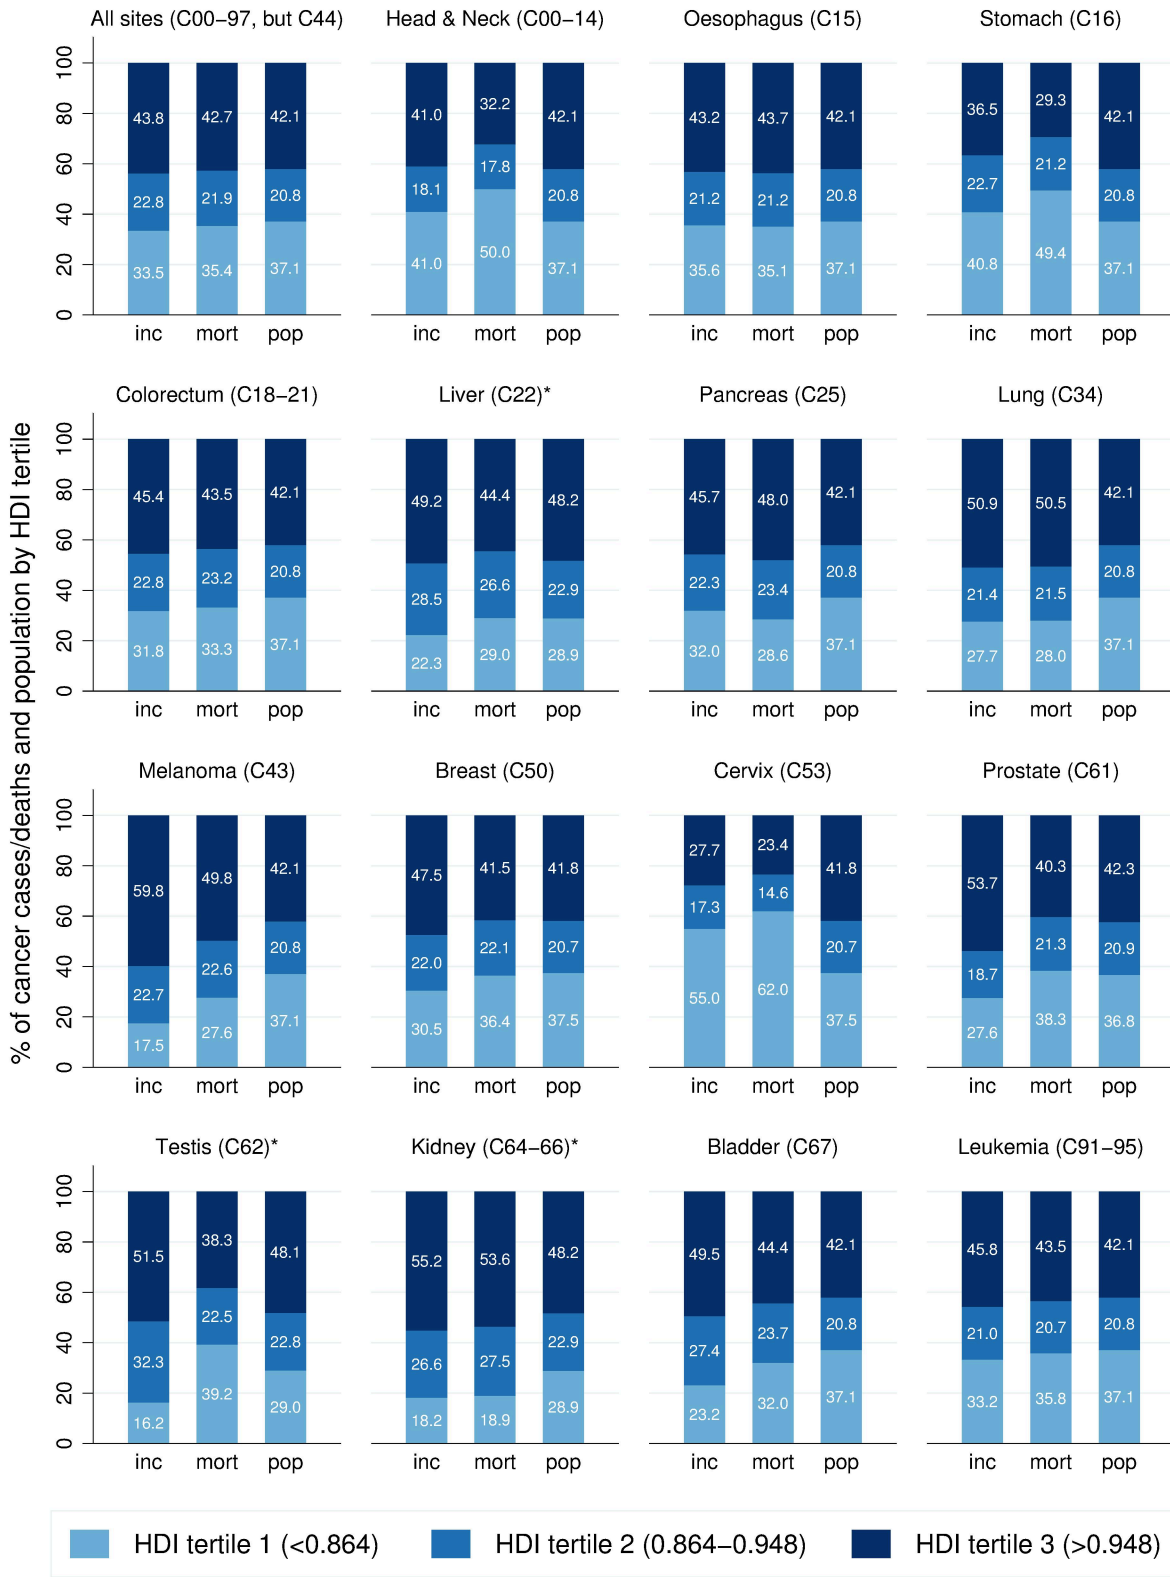 All sites (C00−97, but C44) Head & Neck (C00−14) Oesophagus (C15) Stomach (C16)
100 43.8 42.7 42.1 41.0 32.2 42.1 43.2 43.7 42.1 36.5 29.3 42.1
80
60 22.8 21.9 20.8 18.1 17.8 20.8 21.2 21.2 20.8 22.7 21.2 20.8
40
20 33.5 35.4 37.1 41.0 50.0 37.1 35.6 35.1 37.1 40.8 49.4 37.1
0
inc mort pop inc mort pop inc mort pop inc mort pop
% of cancer cases/deaths and population by HDI tertile
Colorectum (C18−21) Liver (C22)* Pancreas (C25) Lung (C34)
100 45.4 43.5 42.1 49.2 44.4 48.2 45.7 48.0 42.1 50.9 50.5 42.1
80
60 22.8 23.2 20.8 28.5 26.6 22.9 22.3 23.4 20.8 21.4 21.5 20.8
40
20 31.8 33.3 37.1 22.3 29.0 28.9 32.0 28.6 37.1 27.7 28.0 37.1
0
inc mort pop inc mort pop inc mort pop inc mort pop
Melanoma (C43) Breast (C50) Cervix (C53) Prostate (C61)
100 59.8 49.8 42.1 47.5 41.5 41.8 27.7 23.4 41.8 53.7 40.3 42.3
80
60 22.7 22.6 20.8 22.0 22.1 20.7 17.3 14.6 20.7 18.7 21.3 20.9
40
20 17.5 27.6 37.1 30.5 36.4 37.5 55.0 62.0 37.5 27.6 38.3 36.8
0
inc mort pop inc mort pop inc mort pop inc mort pop
Testis (C62)* Kidney (C64−66)* Bladder (C67) Leukemia (C91−95)
100 51.5 38.3 48.1 55.2 53.6 48.2 49.5 44.4 42.1 45.8 43.5 42.1
80
60 32.3 22.5 22.8 26.6 27.5 22.9 27.4 23.7 20.8 21.0 20.7 20.8
40
20 16.2 39.2 29.0 18.2 18.9 28.9 23.2 32.0 37.1 33.2 35.8 37.1
0
inc mort pop inc mort pop inc mort pop inc mort pop
HDI tertile 1 (<0.864) HDI tertile 2 (0.864−0.948) HDI tertile 3 (>0.948)